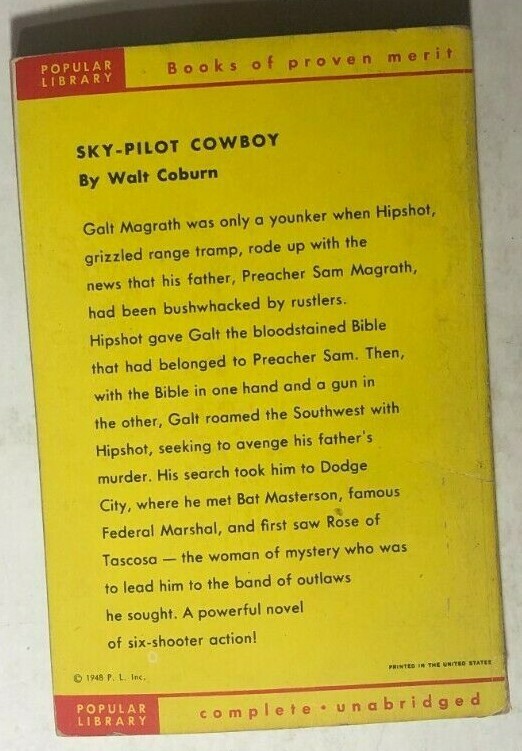 POPULAR
LIBRARY
Books of proven merit
SKY-PILOT COWBOY
By Walt Coburn
Galt Magrath was only a younker when Hipshot,
grizzled range tramp, rode up with the
news that his father, Preacher Sam Magrath,
had been bushwhacked by rustlers.
Hipshot gave Galt the bloodstained Bible
that had belonged to Preacher Sam. Then,
with the Bible in one hand and a gun in
the other, Galt roamed the Southwest with
Hipshot, seeking to avenge his father's
murder. His search took him to Dodge
City, where he met Bat Masterson, famous
Federal Marshal, and first saw Rose of
Tascosa — the woman of mystery who was
to lead him to the band of outlaws
he sought. A powerful novel
of six-shooter action!
© 1948 P. L. Inc.
PRINTED IN THE UNITED STATES
POPULAR
LIBRARY
complete • unabridged